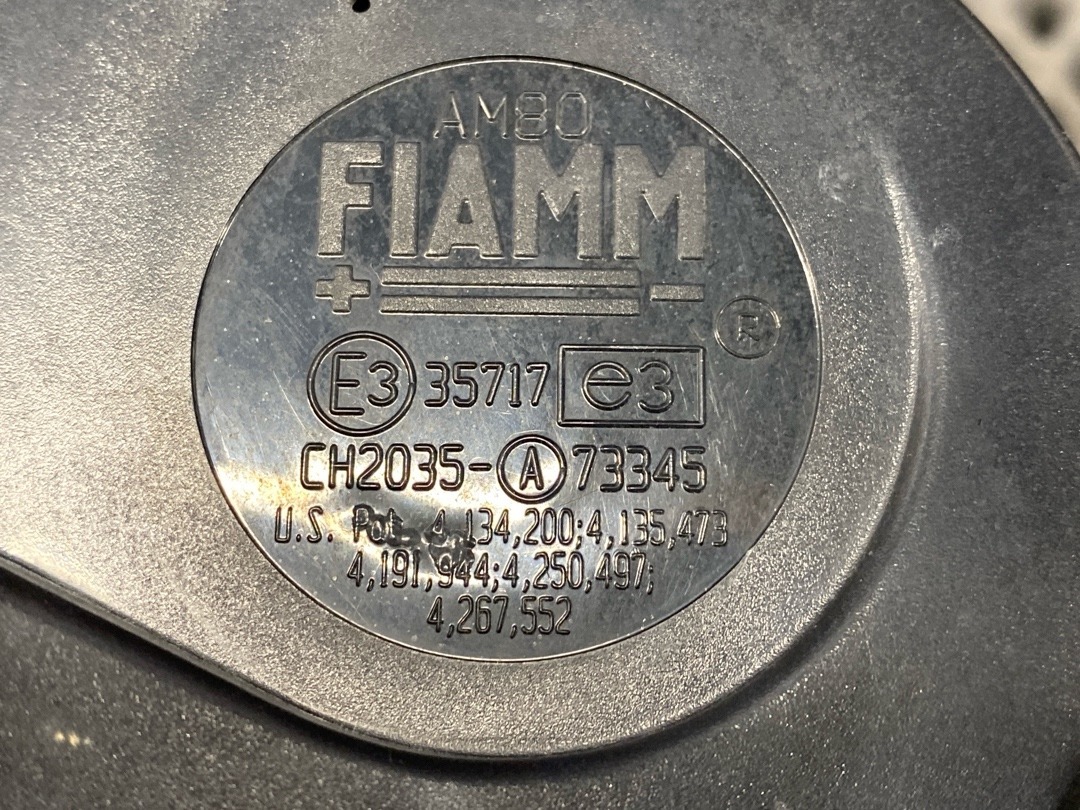 AM80
FIAMM
+ -
®
E3 35717 e3
CH2035-A 73345
U.S. Pat. 4,134,200;4,135,473
4,191,944;4,250,497;
4,267,552